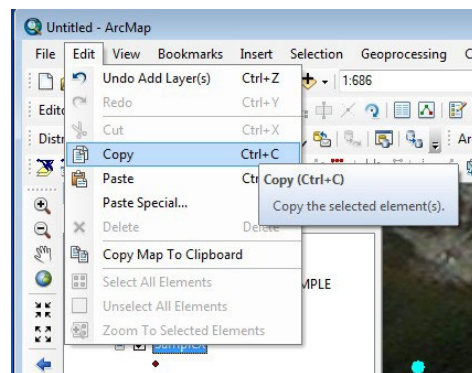 Untitled - ArcMap
File Edit View Bookmarks Insert Selection Geoprocessing
Undo Add Layer(s) Ctrl+Z
1:686
Redo Ctrl+Y
Cut Ctrl+X
Copy Ctrl+C
Paste
Copy (Ctrl+C)
Copy the selected element(s).
Paste Special...
Delete Delete
Copy Map To Clipboard
Select All Elements
Unselect All Elements
Zoom To Selected Elements